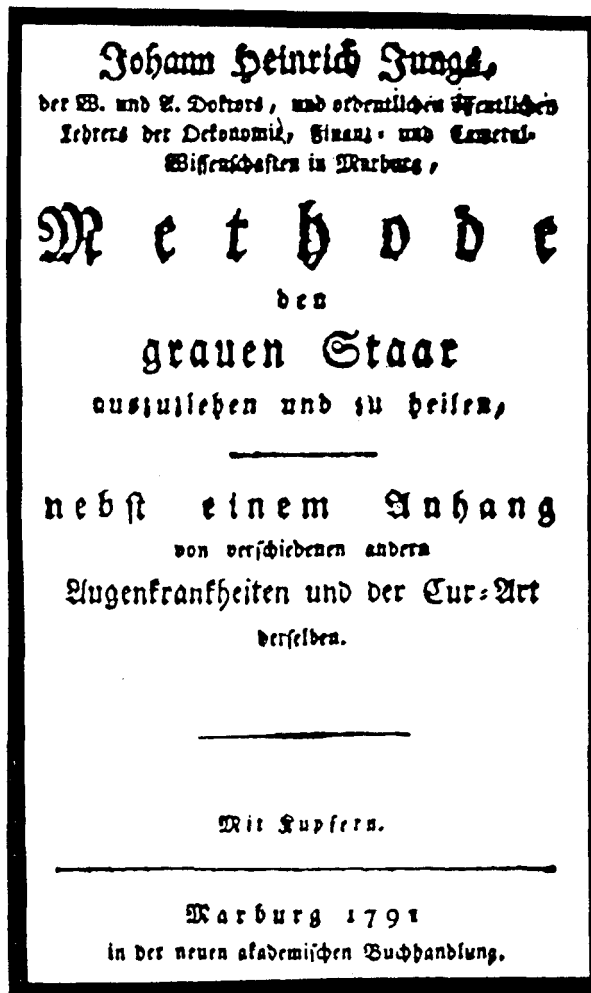 Johann Heinrich Jungs,
der W. und A. Doktors, und ordentlichen öffentlichen
Lehrers der Oekonomie, Finanz- und Cameral-
Wissenschaften in Marburg,
Methode
den
grauen Staar
auszuziehen und zu heilen,
nebst einem Anhang
von verschiedenen andern
Augenkrankheiten und der Cur-Art
derselben.
Mit Kupfern.
Marburg 1791
in der neuen akademischen Buchhandlung.